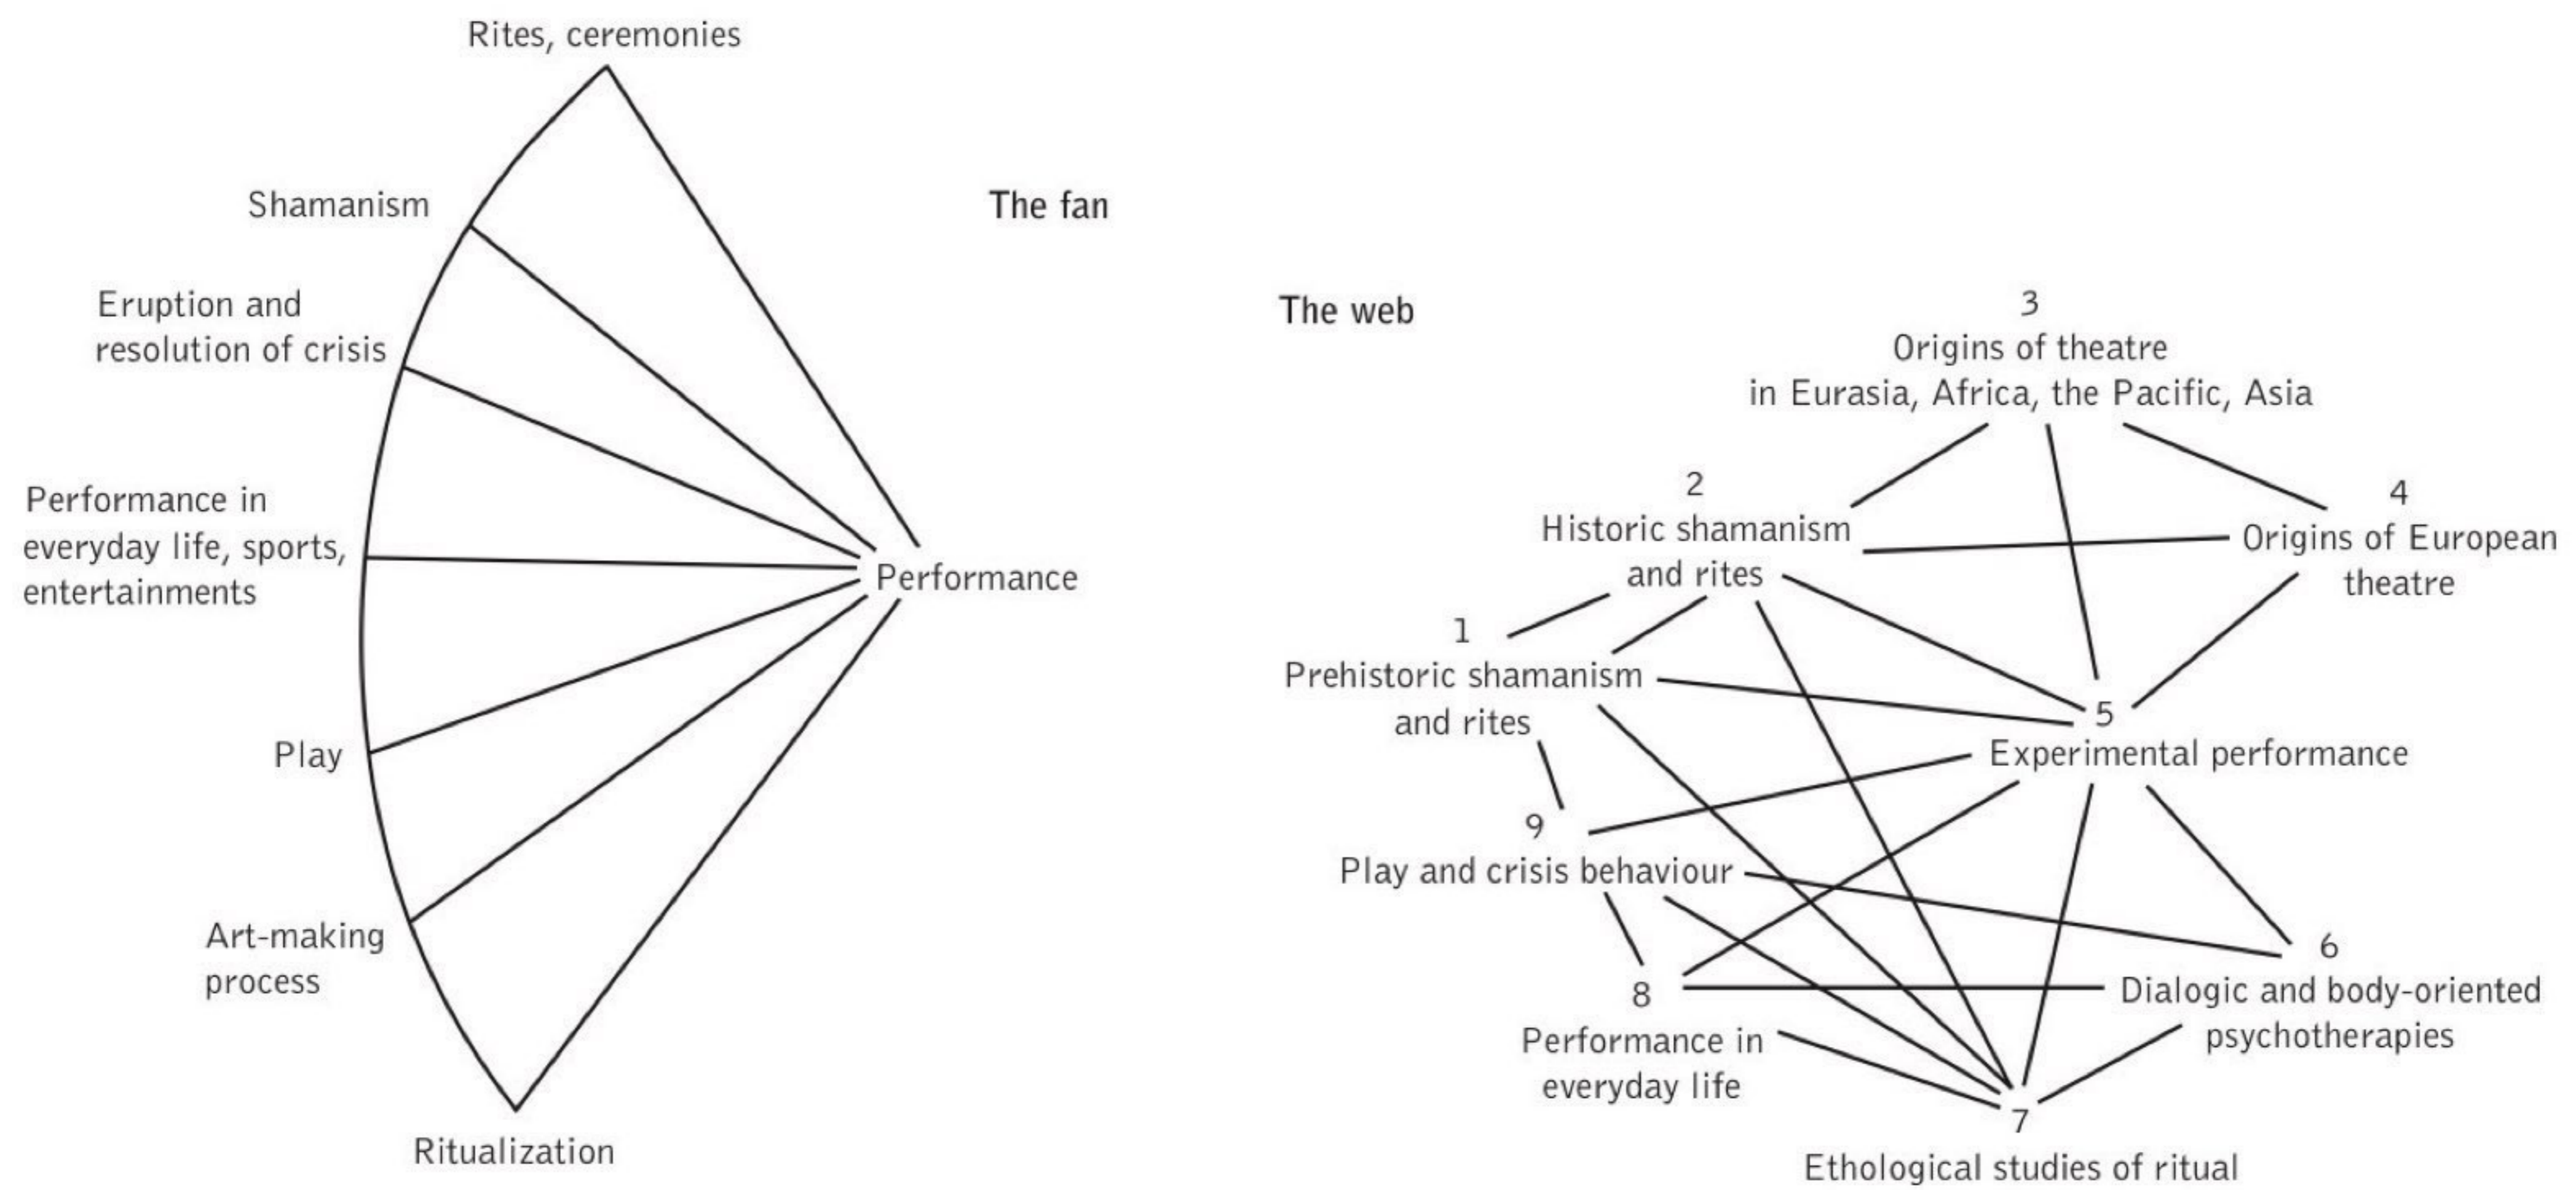 Rites, ceremonies
Shamanism
The fan
Eruption and
resolution of crisis
Performance in
everyday life, sports,
entertainments
Performance
Play
Art-making
process
Ritualization
The web
3
Origins of theatre
in Eurasia, Africa, the Pacific, Asia
2
Historic shamanism
and rites
4
Origins of European
theatre
1
Prehistoric shamanism
and rites
5
Experimental performance
9
Play and crisis behaviour
6
Dialogic and body-oriented
psychotherapies
8
Performance in
everyday life
7
Ethological studies of ritual